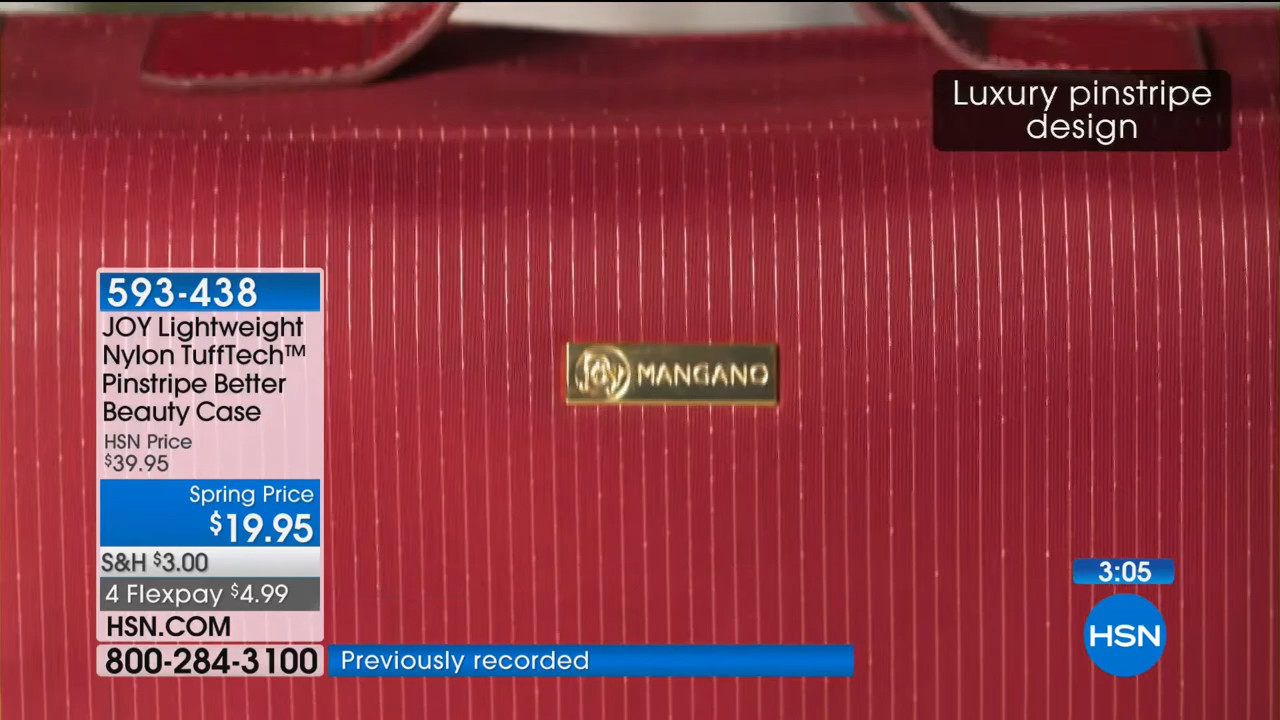 Luxury pinstripe
design
593-438
JOY Lightweight
Nylon TuffTech™
Pinstripe Better
Beauty Case
HSN Price
$39.95
Spring Price
$19.95
S&H $3.00
4 Flexpay $4.99
HSN.COM
800-284-3100
Previously recorded
Joy MANGANO
3:05
HSN